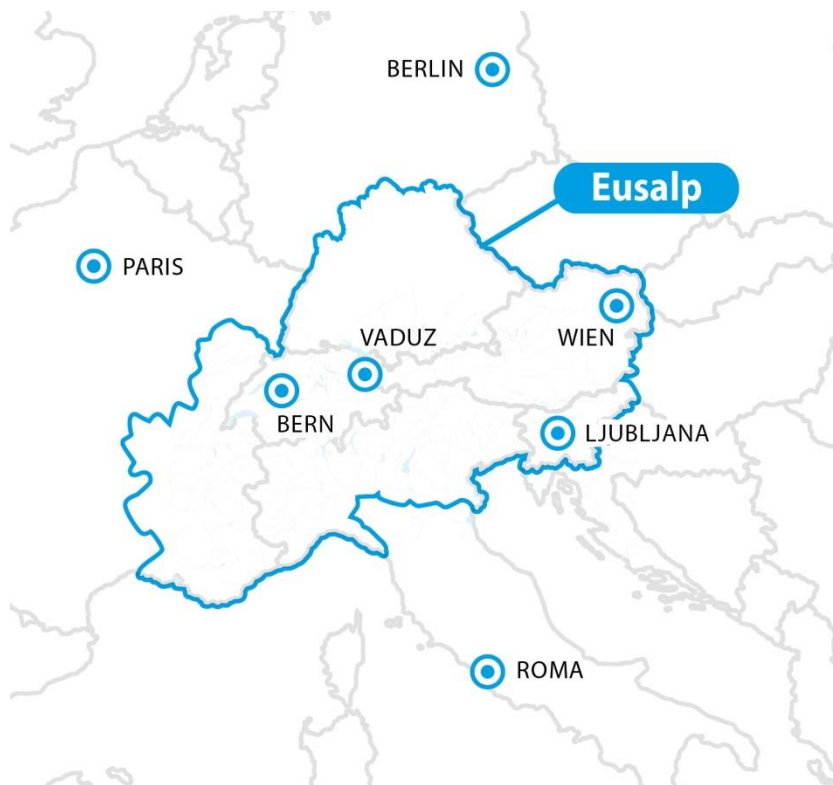 BERLIN
Eusalp
PARIS
WIEN
VADUZ
BERN
LJUBLJANA
ROMA